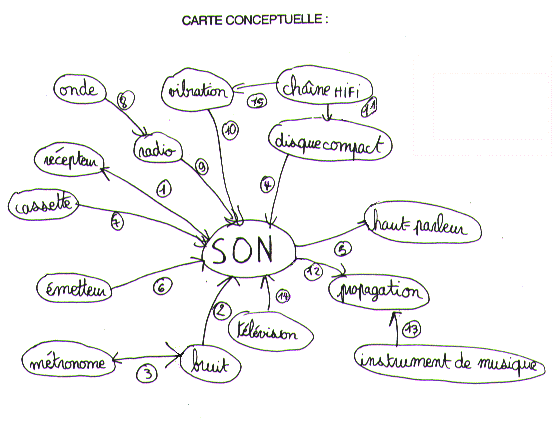 CARTE CONCEPTUELLE :
onde
8
vibration
15
chaîne HIFI
11
radio
10
disque compact
récepteur
9
4
1
cassette
7
SON
haut parleur
5
12
émetteur
6
propagation
14
2
télévison
13
métronome
3
bruit
instrument de musique